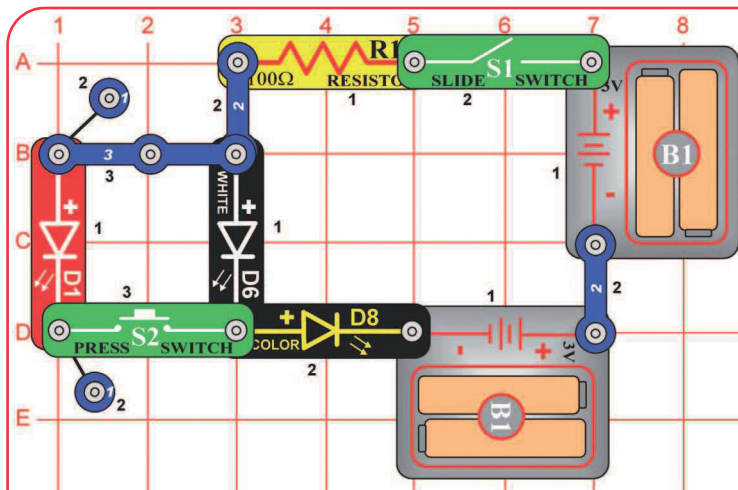 1 2 3 4 5 6 7 8
A
R1
100Ω RESISTO
1
SLIDE S1 SWITCH
2
3V
+
B1
1
-
2
1
2
2
B
3
3
+
D1
1
WHITE
+
D6
1
C
2
2
3
D
PRESS S2 SWITCH
+
COLOR
D8
2
1
-
+
3V
B1
1
2
E